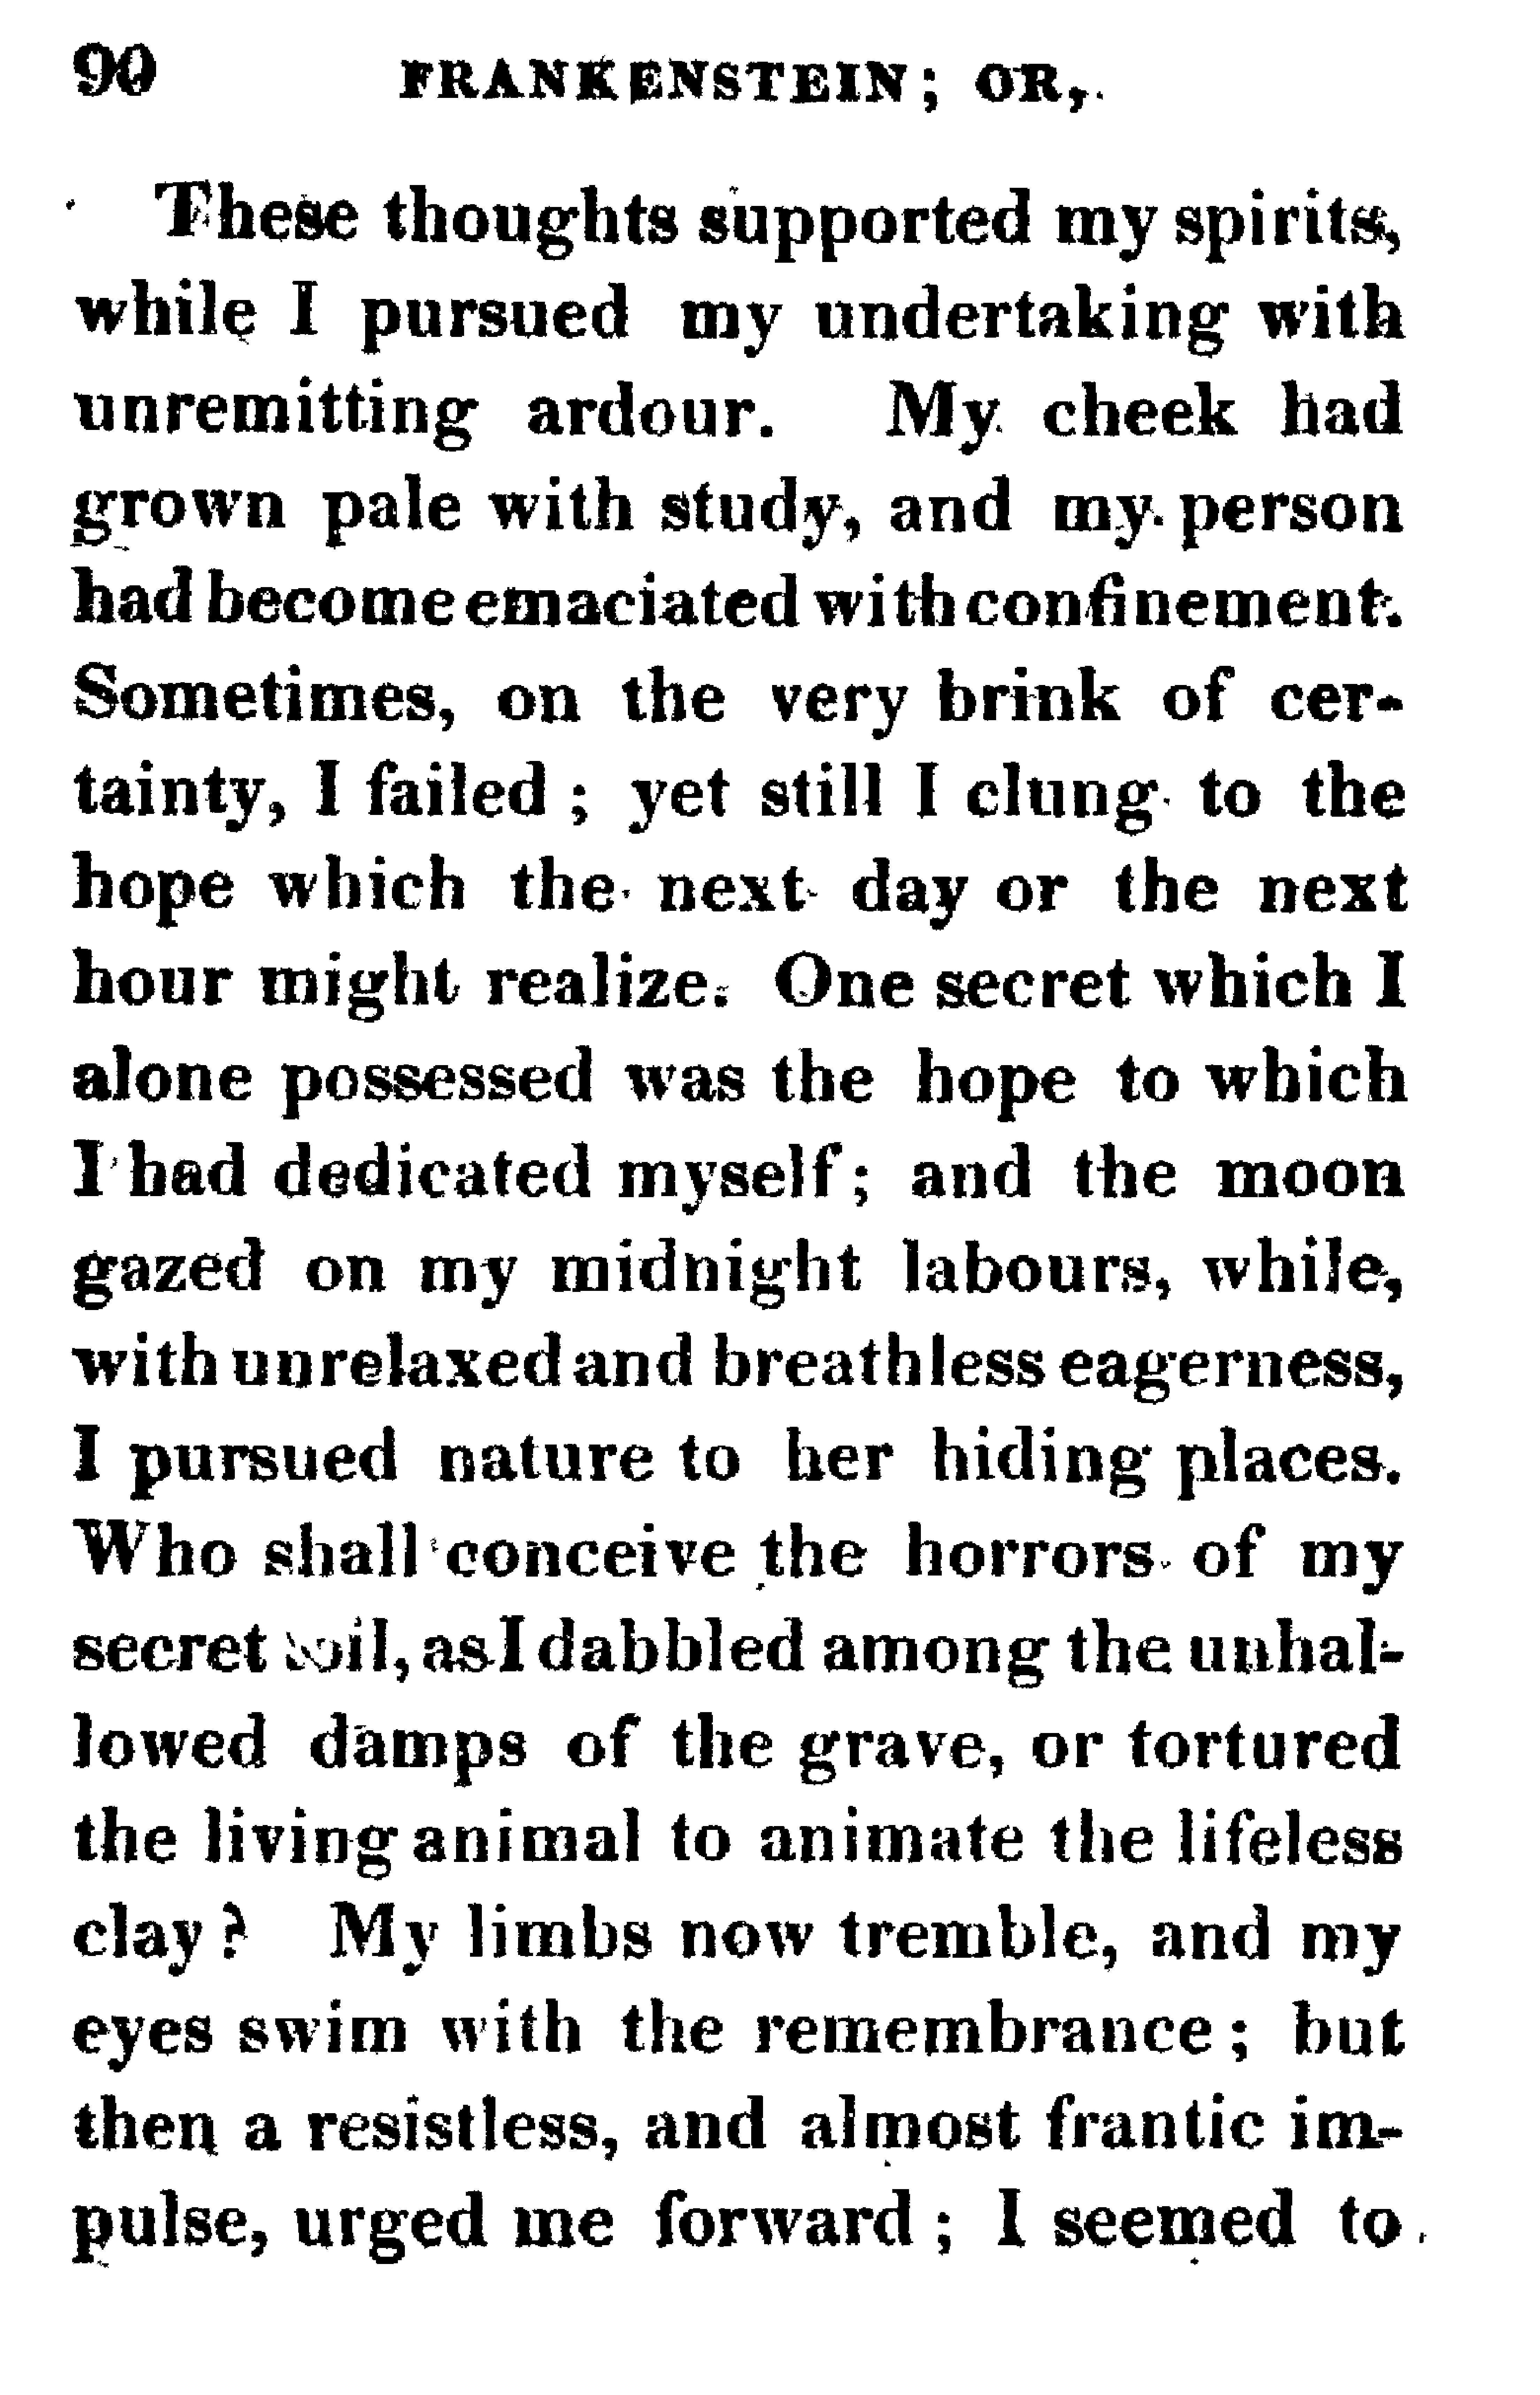 90 FRANKENSTEIN; OR,
These thoughts supported my spirits,
while I pursued my undertaking with
unremitting ardour. My cheek had
grown pale with study, and my person
had become emaciated with confinement.
Sometimes, on the very brink of cer-
tainty, I failed ; yet still I clung to the
hope which the next day or the next
hour might realize. One secret which I
alone possessed was the hope to which
I had dedicated myself; and the moon
gazed on my midnight labours, while,
with unrelaxed and breathless eagerness,
I pursued nature to her hiding places.
Who shall conceive the horrors of my
secret toil, as I dabbled among the unhal-
lowed damps of the grave, or tortured
the living animal to animate the lifeless
clay ? My limbs now tremble, and my
eyes swim with the remembrance ; but
then a resistless, and almost frantic im-
pulse, urged me forward ; I seemed to